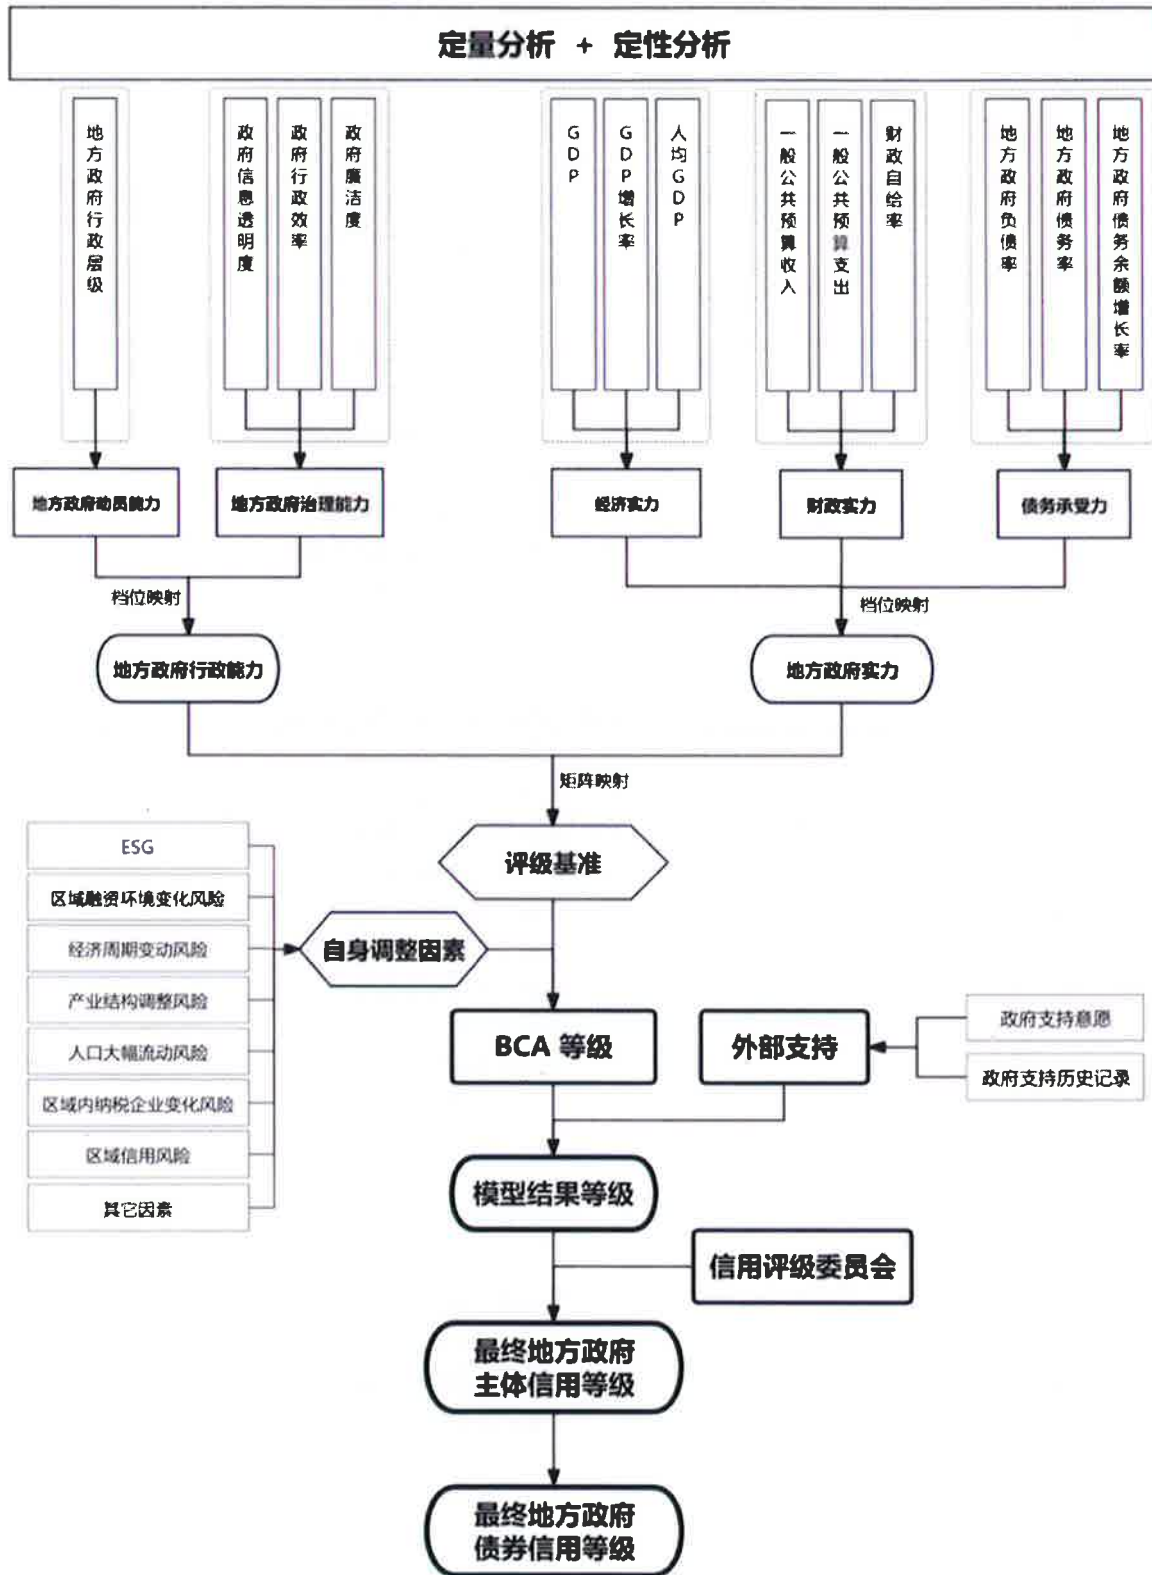 定量分析 + 定性分析
地方政府行政层级
政府信息透明度
政府行政效率
政府廉洁度
GDP
GDP增长率
人均GDP
一般公共预算收入
一般公共预算支出
财政自给率
地方政府负债率
地方政府债务率
地方政府债务余额增长率
地方政府动员能力
地方政府治理能力
经济实力
财政实力
债务承受力
档位映射
档位映射
地方政府行政能力
地方政府实力
矩阵映射
评级基准
ESG
区域融资环境变化风险
经济周期变动风险
产业结构调整风险
人口大幅流动风险
区域内纳税企业变化风险
区域信用风险
其它因素
自身调整因素
BCA 等级
外部支持
政府支持意愿
政府支持历史记录
模型结果等级
信用评级委员会
最终地方政府
主体信用等级
最终地方政府
债券信用等级